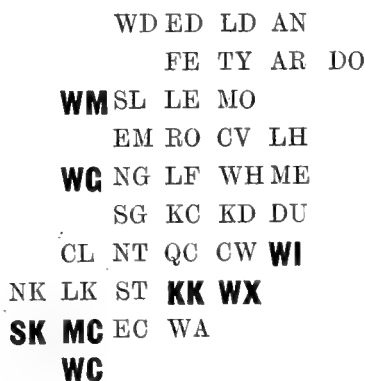 WD ED LD AN
FE TY AR DO
WM SL LE MO
EM RO CV LH
WG NG LF WH ME
SG KC KD DU
CL NT QC CW WI
NK LK ST KK WX
SK MC EC WA
WC